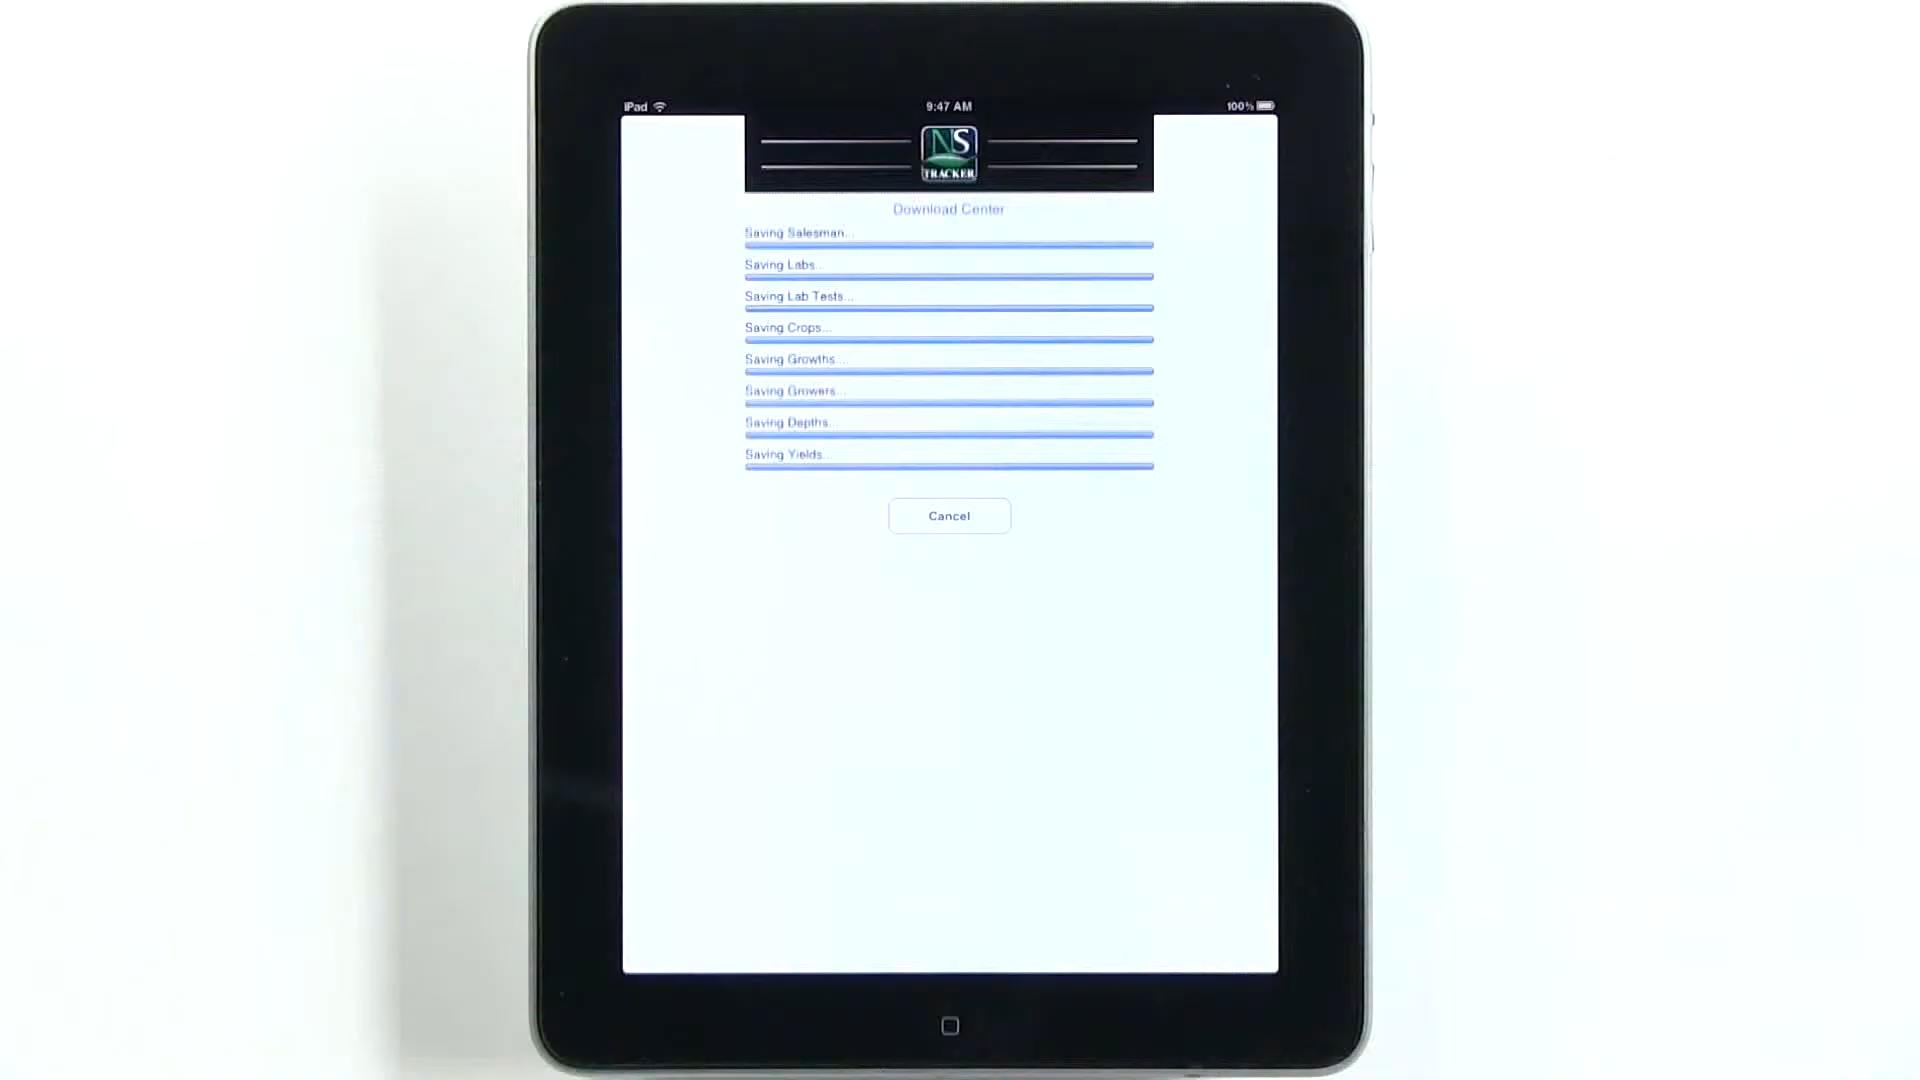 iPad 9:47 AM 100%
NS
TRACKER
Download Center
Saving Salesman...
Saving Labs...
Saving Lab Tests...
Saving Crops...
Saving Growths...
Saving Growers...
Saving Depths...
Saving Yields...
Cancel